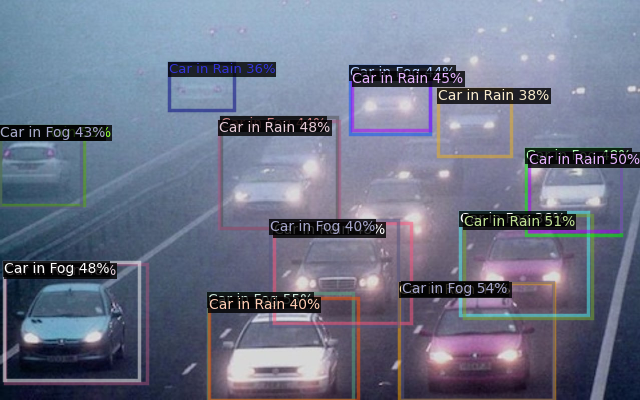 Car in Rain 36%
Car in Fog 44%
Car in Rain 45%
Car in Rain 38%
Car in Rain 48%
Car in Fog 43%
Car in Rain 50%
Car in Rain 51%
Car in Fog 40%
Car in Fog 48%
Car in Fog 54%
Car in Rain 40%